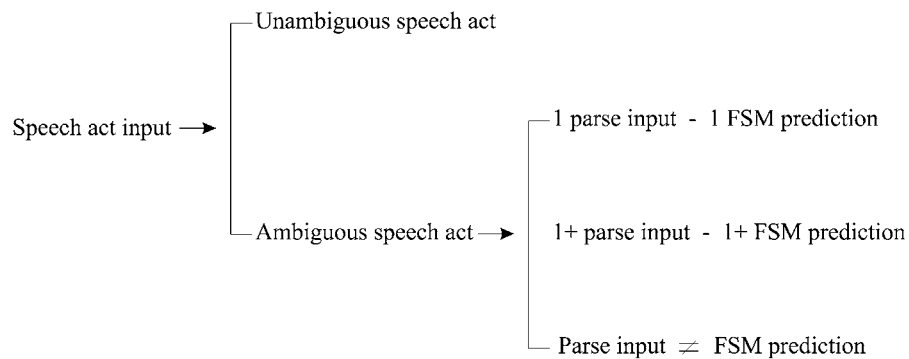 Unambiguous speech act
Speech act input
1 parse input - 1 FSM prediction
Ambiguous speech act
1+ parse input - 1+ FSM prediction
Parse input ≠ FSM prediction